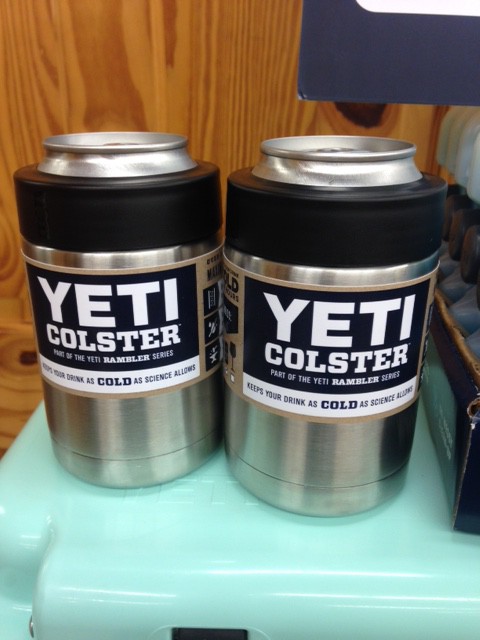 YETI
COLSTER
PART OF THE YETI RAMBLER SERIES
KEEPS YOUR DRINK AS COLD AS SCIENCE ALLOWS
YETI
COLSTER
PART OF THE YETI RAMBLER SERIES
KEEPS YOUR DRINK AS COLD AS SCIENCE ALLOWS